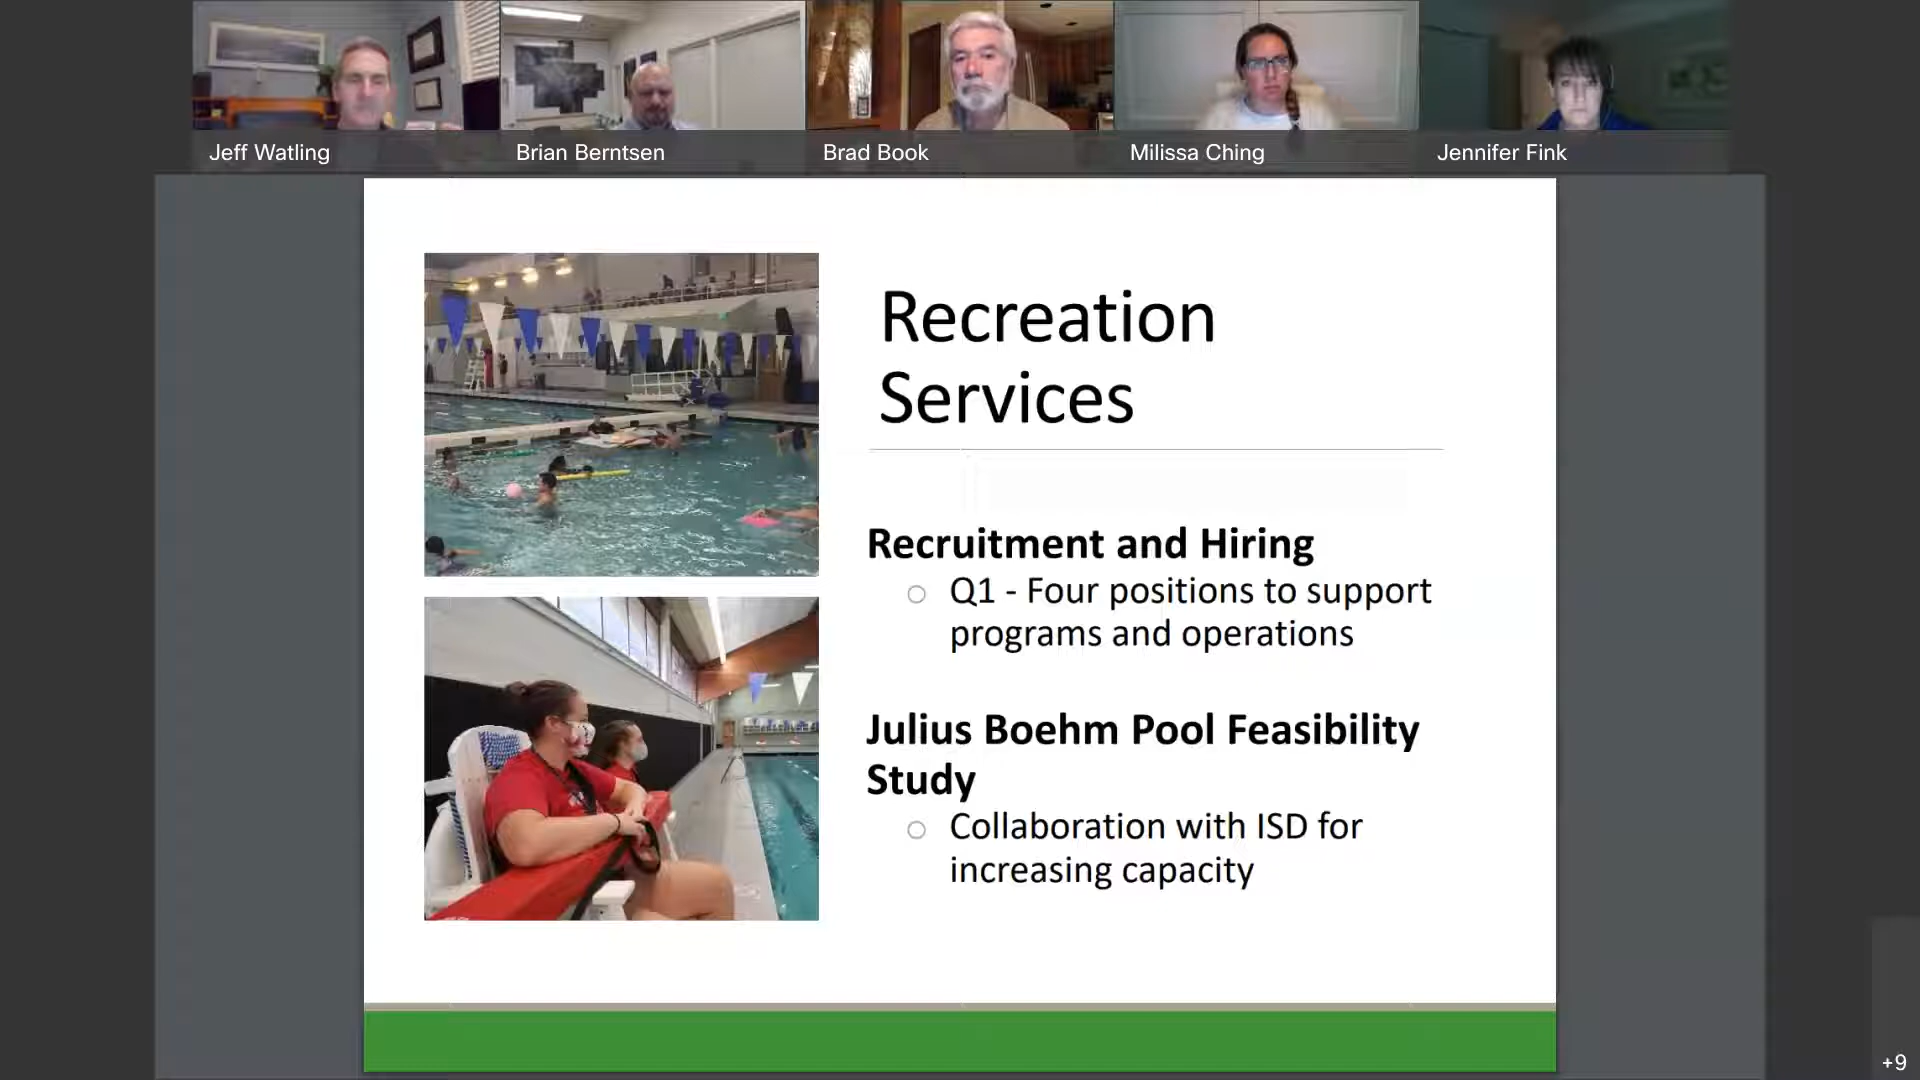 Jeff Watling
Brian Berntsen
Brad Book
Milissa Ching
Jennifer Fink
Recreation
Services
Recruitment and Hiring
Q1 - Four positions to support
programs and operations
Julius Boehm Pool Feasibility
Study
Collaboration with ISD for
increasing capacity
+9